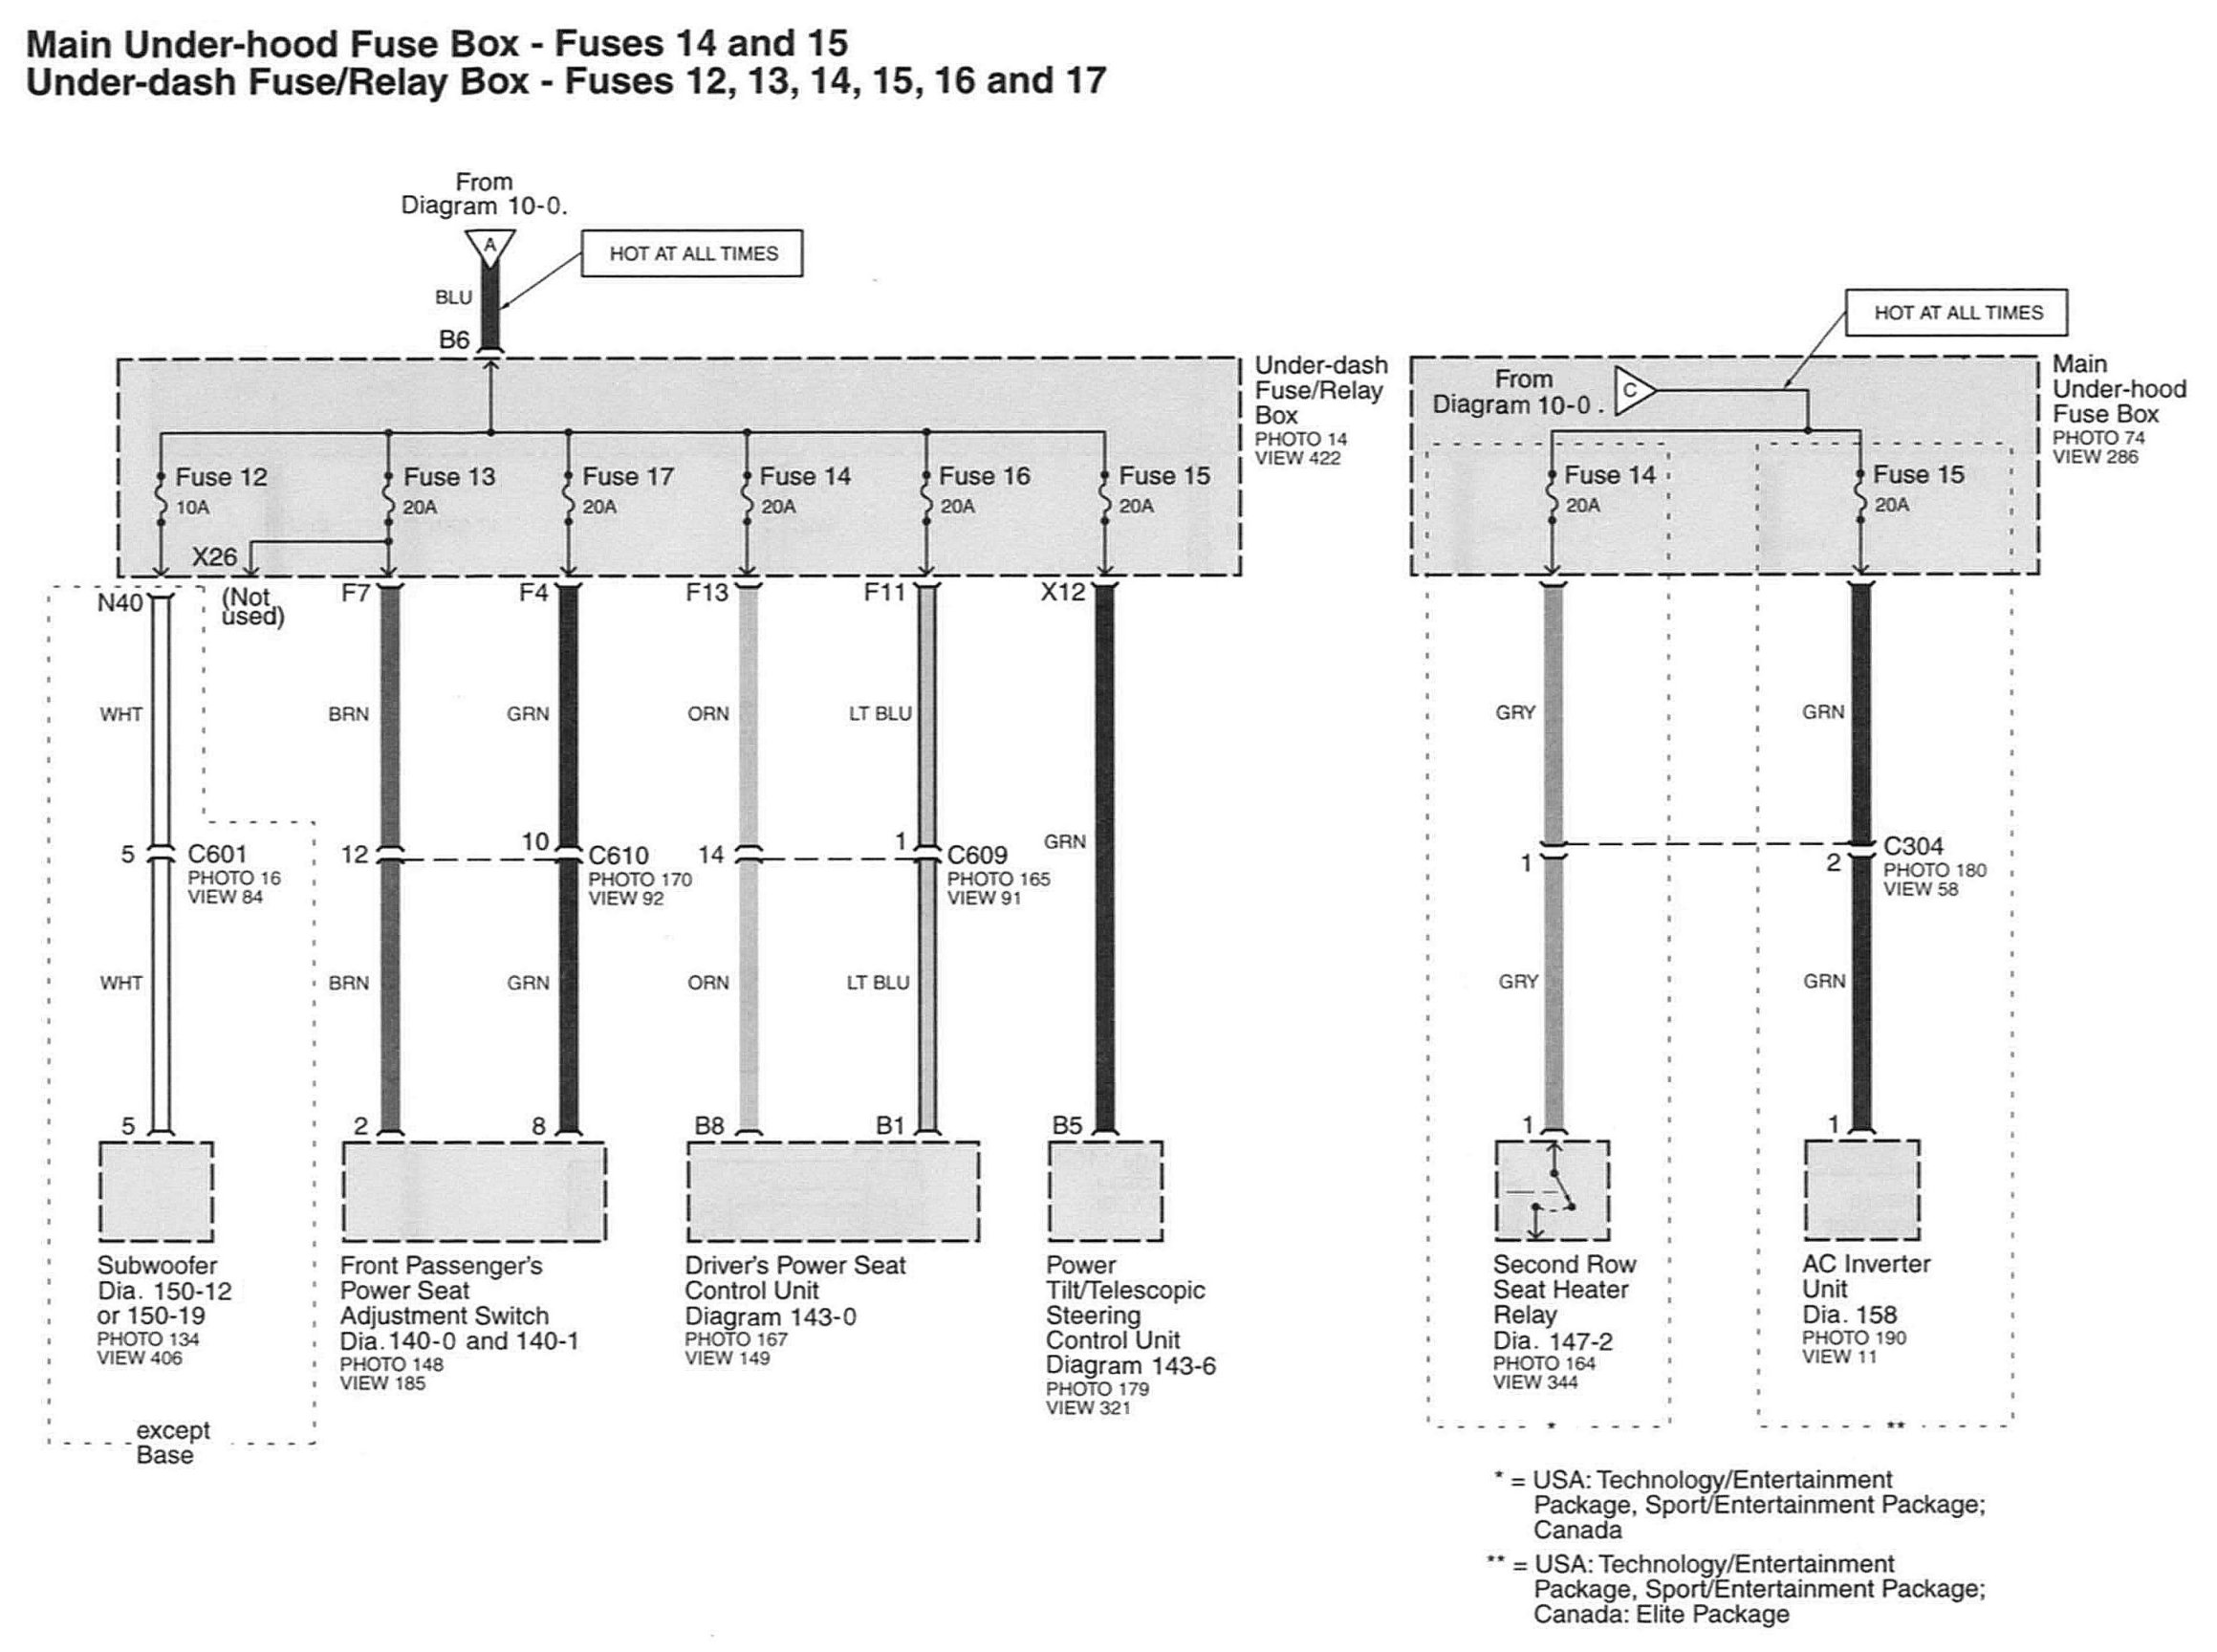 Main Under-hood Fuse Box - Fuses 14 and 15
Under-dash Fuse/Relay Box - Fuses 12, 13, 14, 15, 16 and 17
From
Diagram 10-0.
A
HOT AT ALL TIMES
BLU
B6
Under-dash
Fuse/Relay
Box
PHOTO 14
VIEW 422
Fuse 12
10A
Fuse 13
20A
Fuse 17
20A
Fuse 14
20A
Fuse 16
20A
Fuse 15
20A
X26
(Not
used)
N40
F7
F4
F13
F11
X12
WHT
BRN
GRN
ORN
LT BLU
GRN
5
C601
PHOTO 16
VIEW 84
12
10
C610
PHOTO 170
VIEW 92
14
1
C609
PHOTO 165
VIEW 91
WHT
BRN
GRN
ORN
LT BLU
5
2
8
B8
B1
B5
Subwoofer
Dia. 150-12
or 150-19
PHOTO 134
VIEW 406
except
Base
Front Passenger's
Power Seat
Adjustment Switch
Dia.140-0 and 140-1
PHOTO 148
VIEW 185
Driver's Power Seat
Control Unit
Diagram 143-0
PHOTO 167
VIEW 149
Power
Tilt/Telescopic
Steering
Control Unit
Diagram 143-6
PHOTO 179
VIEW 321
HOT AT ALL TIMES
From
Diagram 10-0 .
C
Main
Under-hood
Fuse Box
PHOTO 74
VIEW 286
Fuse 14
20A
Fuse 15
20A
GRY
GRN
1
2
C304
PHOTO 180
VIEW 58
GRY
GRN
1
1
Second Row
Seat Heater
Relay
Dia. 147-2
PHOTO 164
VIEW 344
AC Inverter
Unit
Dia. 158
PHOTO 190
VIEW 11
*
**
* = USA: Technology/Entertainment
Package, Sport/Entertainment Package;
Canada
** = USA: Technology/Entertainment
Package, Sport/Entertainment Package;
Canada: Elite Package